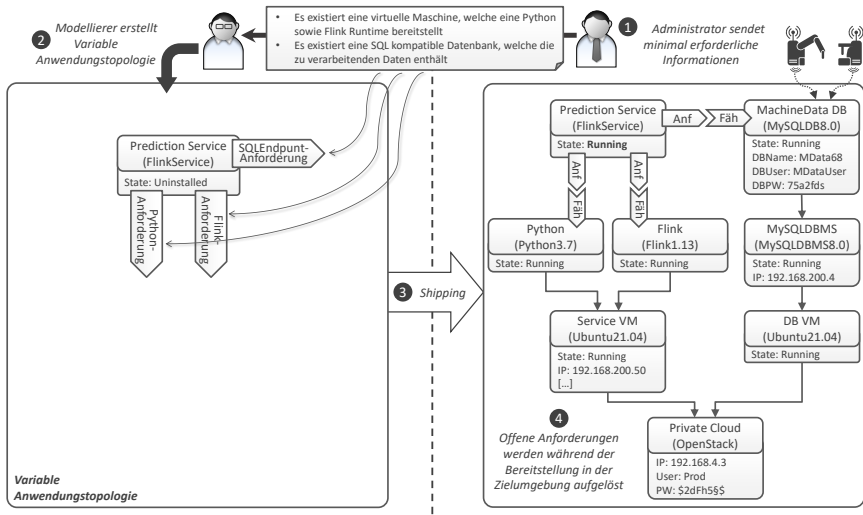 2
Modellierer erstellt
Variable
Anwendungstopologie
• Es existiert eine virtuelle Maschine, welche eine Python
sowie Flink Runtime bereitstellt
• Es existiert eine SQL kompatible Datenbank, welche die
zu verarbeitenden Daten enthält
1
Administrator sendet
minimal erforderliche
Informationen
Prediction Service
(FlinkService)
State: Uninstalled
SQLEndpunt-
Anforderung
Python-
Anforderung
Flink-
Anforderung
Variable
Anwendungstopologie
3 Shipping
Prediction Service
(FlinkService)
State: Running
Anf
Fäh
MachineData DB
(MySQLDB8.0)
State: Running
DBName: MData68
DBUser: MDataUser
DBPW: 75a2fds
Anf
Fäh
Anf
Fäh
Python
(Python3.7)
State: Running
Flink
(Flink1.13)
State: Running
MySQLDBMS
(MySQLDBMS8.0)
State: Running
IP: 192.168.200.4
Service VM
(Ubuntu21.04)
State: Running
IP: 192.168.200.50
[...]
DB VM
(Ubuntu21.04)
State: Running
4
Offene Anforderungen
werden während der
Bereitstellung in der
Zielumgebung aufgelöst
Private Cloud
(OpenStack)
IP: 192.168.4.3
User: Prod
PW: $2dFh5§$